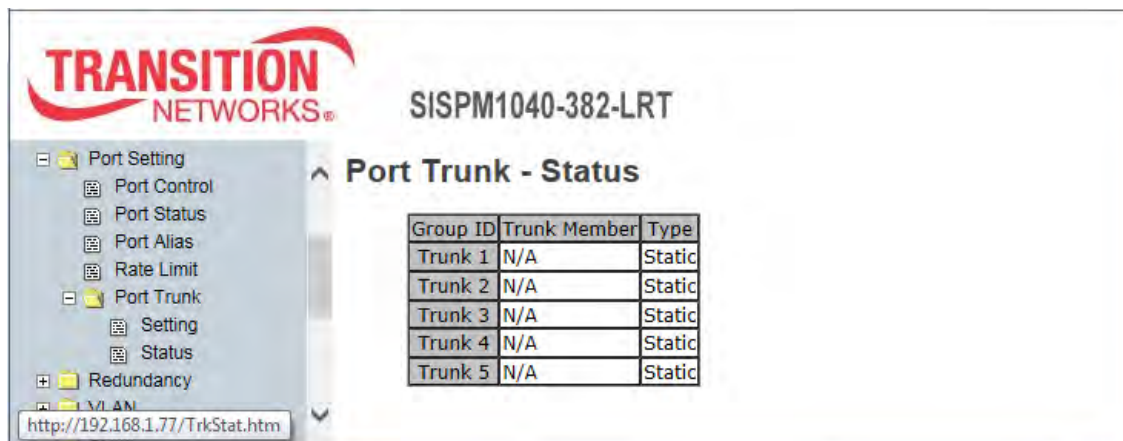 TRANSITION
NETWORKS®
SISPM1040-382-LRT
Port Setting
Port Control
Port Status
Port Alias
Rate Limit
Port Trunk
Setting
Status
Redundancy
VLAN
http://192.168.1.77/TrkStat.htm
Port Trunk - Status
Group ID Trunk Member Type
Trunk 1 N/A Static
Trunk 2 N/A Static
Trunk 3 N/A Static
Trunk 4 N/A Static
Trunk 5 N/A Static